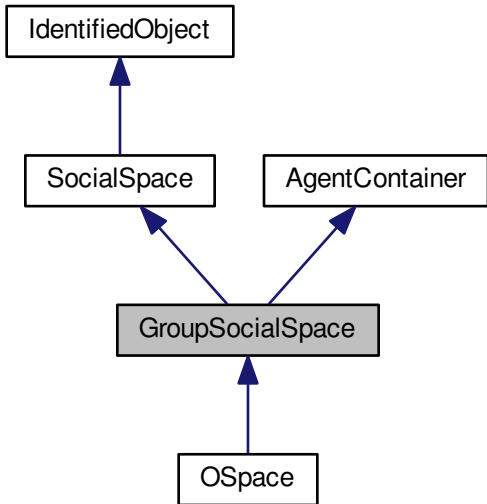 IdentifiedObject
SocialSpace
AgentContainer
GroupSocialSpace
OSpace